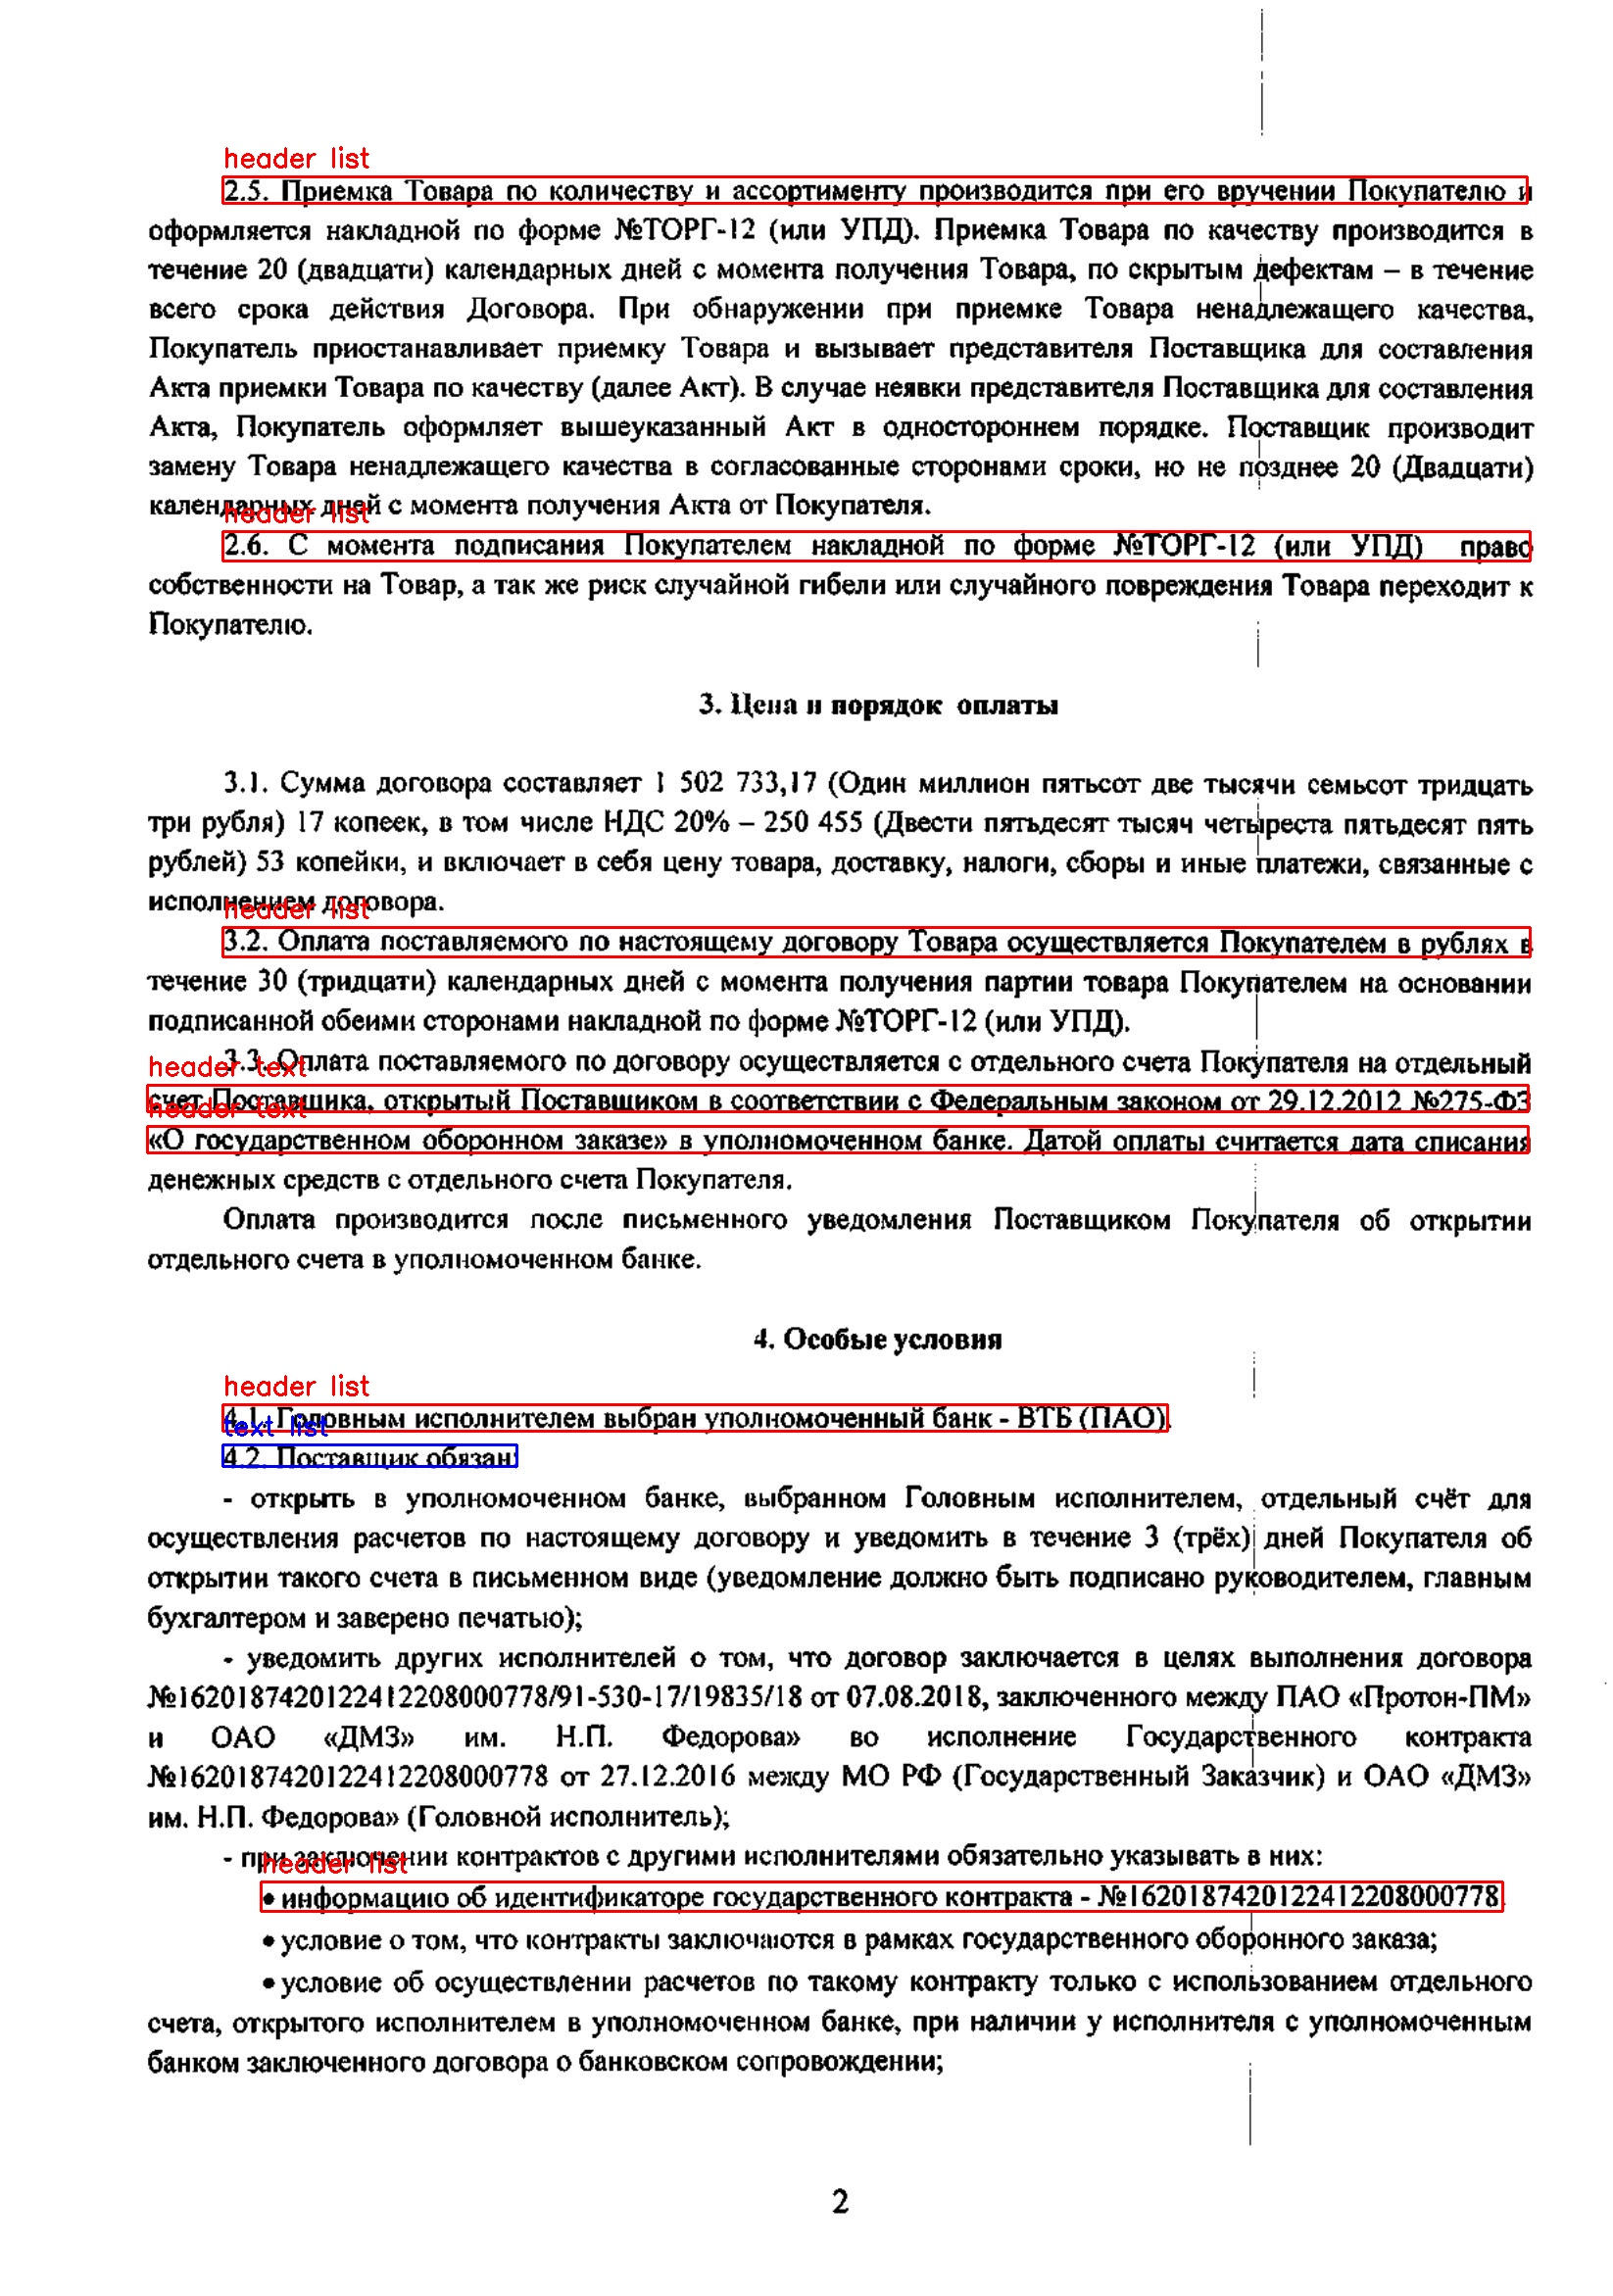 header list
2.5. Приемка Товара по количеству и ассортименту производится при его вручении Покупателю и
оформляется накладной по форме №ТОРГ-12 (или УПД). Приемка Товара по качеству производится в
течение 20 (двадцати) календарных дней с момента получения Товара, по скрытым дефектам – в течение
всего срока действия Договора. При обнаружении при приемке Товара ненадлежащего качества,
Покупатель приостанавливает приемку Товара и вызывает представителя Поставщика для составления
Акта приемки Товара по качеству (далее Акт). В случае неявки представителя Поставщика для составления
Акта, Покупатель оформляет вышеуказанный Акт в одностороннем порядке. Поставщик производит
замену Товара ненадлежащего качества в согласованные сторонами сроки, но не позднее 20 (Двадцати)
календарных дней с момента получения Акта от Покупателя.
header list
2.6. С момента подписания Покупателем накладной по форме №ТОРГ-12 (или УПД) право
собственности на Товар, а так же риск случайной гибели или случайного повреждения Товара переходит к
Покупателю.
3. Цена и порядок оплаты
3.1. Сумма договора составляет 1 502 733,17 (Один миллион пятьсот две тысячи семьсот тридцать
три рубля) 17 копеек, в том числе НДС 20% – 250 455 (Двести пятьдесят тысяч четыреста пятьдесят пять
рублей) 53 копейки, и включает в себя цену товара, доставку, налоги, сборы и иные платежи, связанные с
исполнением договора.
header list
3.2. Оплата поставляемого по настоящему договору Товара осуществляется Покупателем в рублях в
течение 30 (тридцати) календарных дней с момента получения партии товара Покупателем на основании
подписанной обеими сторонами накладной по форме №ТОРГ-12 (или УПД).
3.3. Оплата поставляемого по договору осуществляется с отдельного счета Покупателя на отдельный
header text
счет Поставщика, открытый Поставщиком в соответствии с Федеральным законом от 29.12.2012 №275-ФЗ
header text
«О государственном оборонном заказе» в уполномоченном банке. Датой оплаты считается дата списания
денежных средств с отдельного счета Покупателя.
Оплата производится после письменного уведомления Поставщиком Покупателя об открытии
отдельного счета в уполномоченном банке.
4. Особые условия
header list
4.1. Головным исполнителем выбран уполномоченный банк - ВТБ (ПАО).
text list
4.2. Поставщик обязан:
- открыть в уполномоченном банке, выбранном Головным исполнителем, отдельный счёт для
осуществления расчетов по настоящему договору и уведомить в течение 3 (трёх) дней Покупателя об
открытии такого счета в письменном виде (уведомление должно быть подписано руководителем, главным
бухгалтером и заверено печатью);
- уведомить других исполнителей о том, что договор заключается в целях выполнения договора
№1620187420122412208000778/91-530-17/19835/18 от 07.08.2018, заключенного между ПАО «Протон-ПМ»
и ОАО «ДМЗ» им. Н.П. Федорова» во исполнение Государственного контракта
№1620187420122412208000778 от 27.12.2016 между МО РФ (Государственный Заказчик) и ОАО «ДМЗ»
им. Н.П. Федорова» (Головной исполнитель);
- при заключении контрактов с другими исполнителями обязательно указывать в них:
header list
• информацию об идентификаторе государственного контракта - №1620187420122412208000778
• условие о том, что контракты заключаются в рамках государственного оборонного заказа;
• условие об осуществлении расчетов по такому контракту только с использованием отдельного
счета, открытого исполнителем в уполномоченном банке, при наличии у исполнителя с уполномоченным
банком заключенного договора о банковском сопровождении;
2